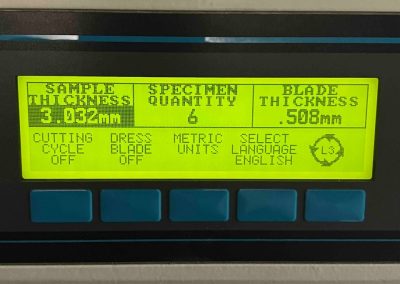 SAMPLE THICKNESS
3.032mm
SPECIMEN QUANTITY
6
BLADE THICKNESS
.508mm
CUTTING CYCLE OFF
DRESS BLADE OFF
METRIC UNITS
SELECT LANGUAGE ENGLISH
L3